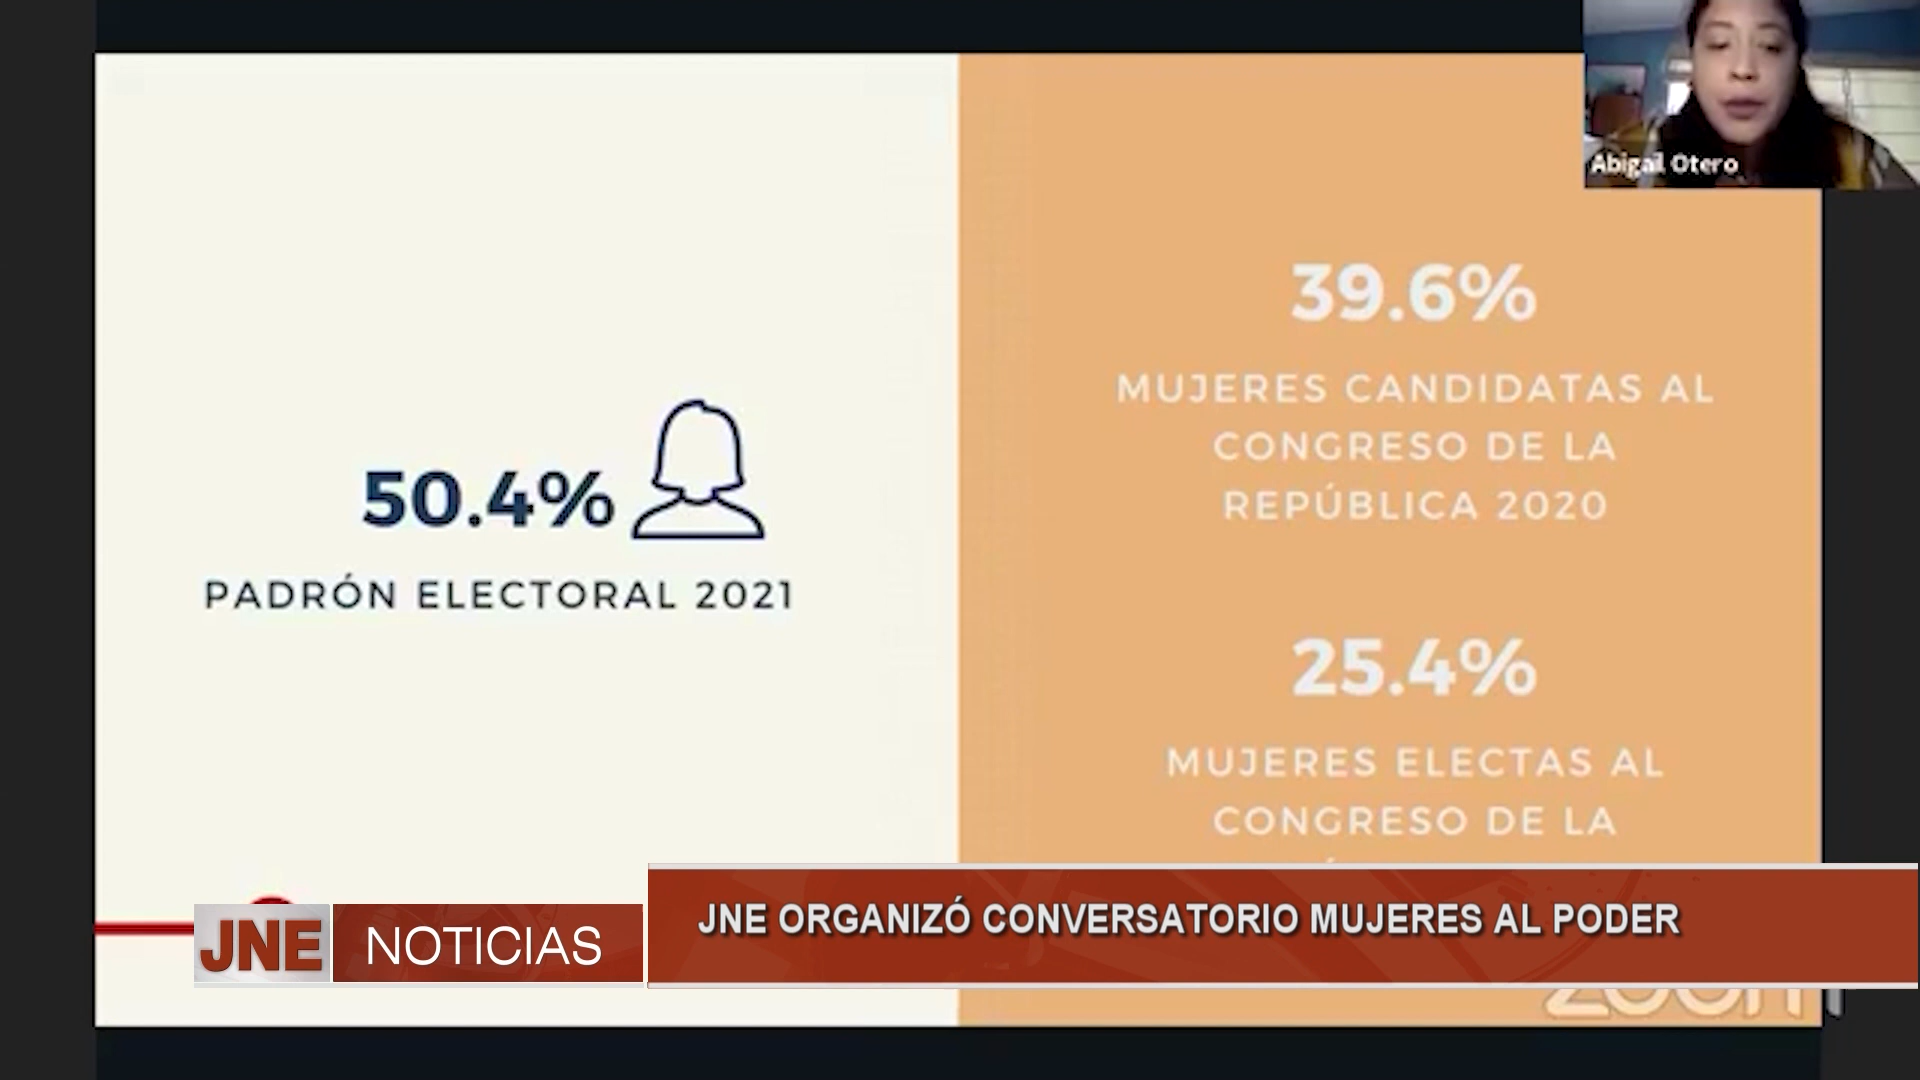 Abigail Otero
50.4%
PADRÓN ELECTORAL 2021
39.6%
MUJERES CANDIDATAS AL
CONGRESO DE LA
REPÚBLICA 2020
25.4%
MUJERES ELECTAS AL
CONGRESO DE LA
JNE NOTICIAS
JNE ORGANIZÓ CONVERSATORIO MUJERES AL PODER
zoom